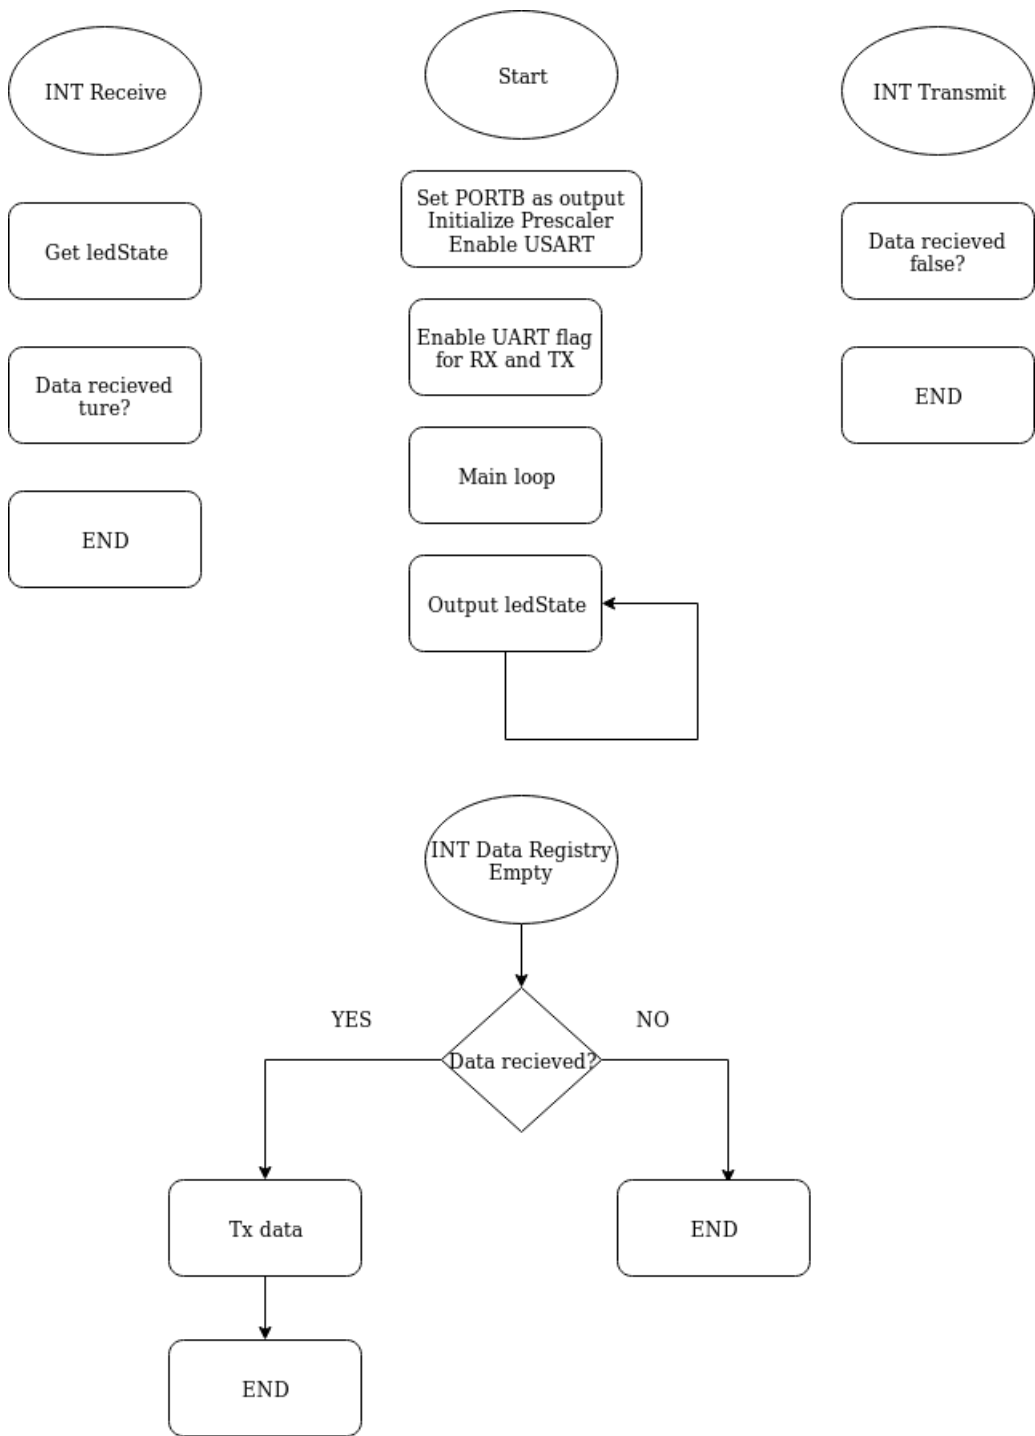 INT Receive
Get ledState
Data recieved
ture?
END
Start
Set PORTB as output
Initialize Prescaler
Enable USART
Enable UART flag
for RX and TX
Main loop
Output ledState
INT Transmit
Data recieved
false?
END
INT Data Registry
Empty
Data recieved?
YES
NO
Tx data
END
END